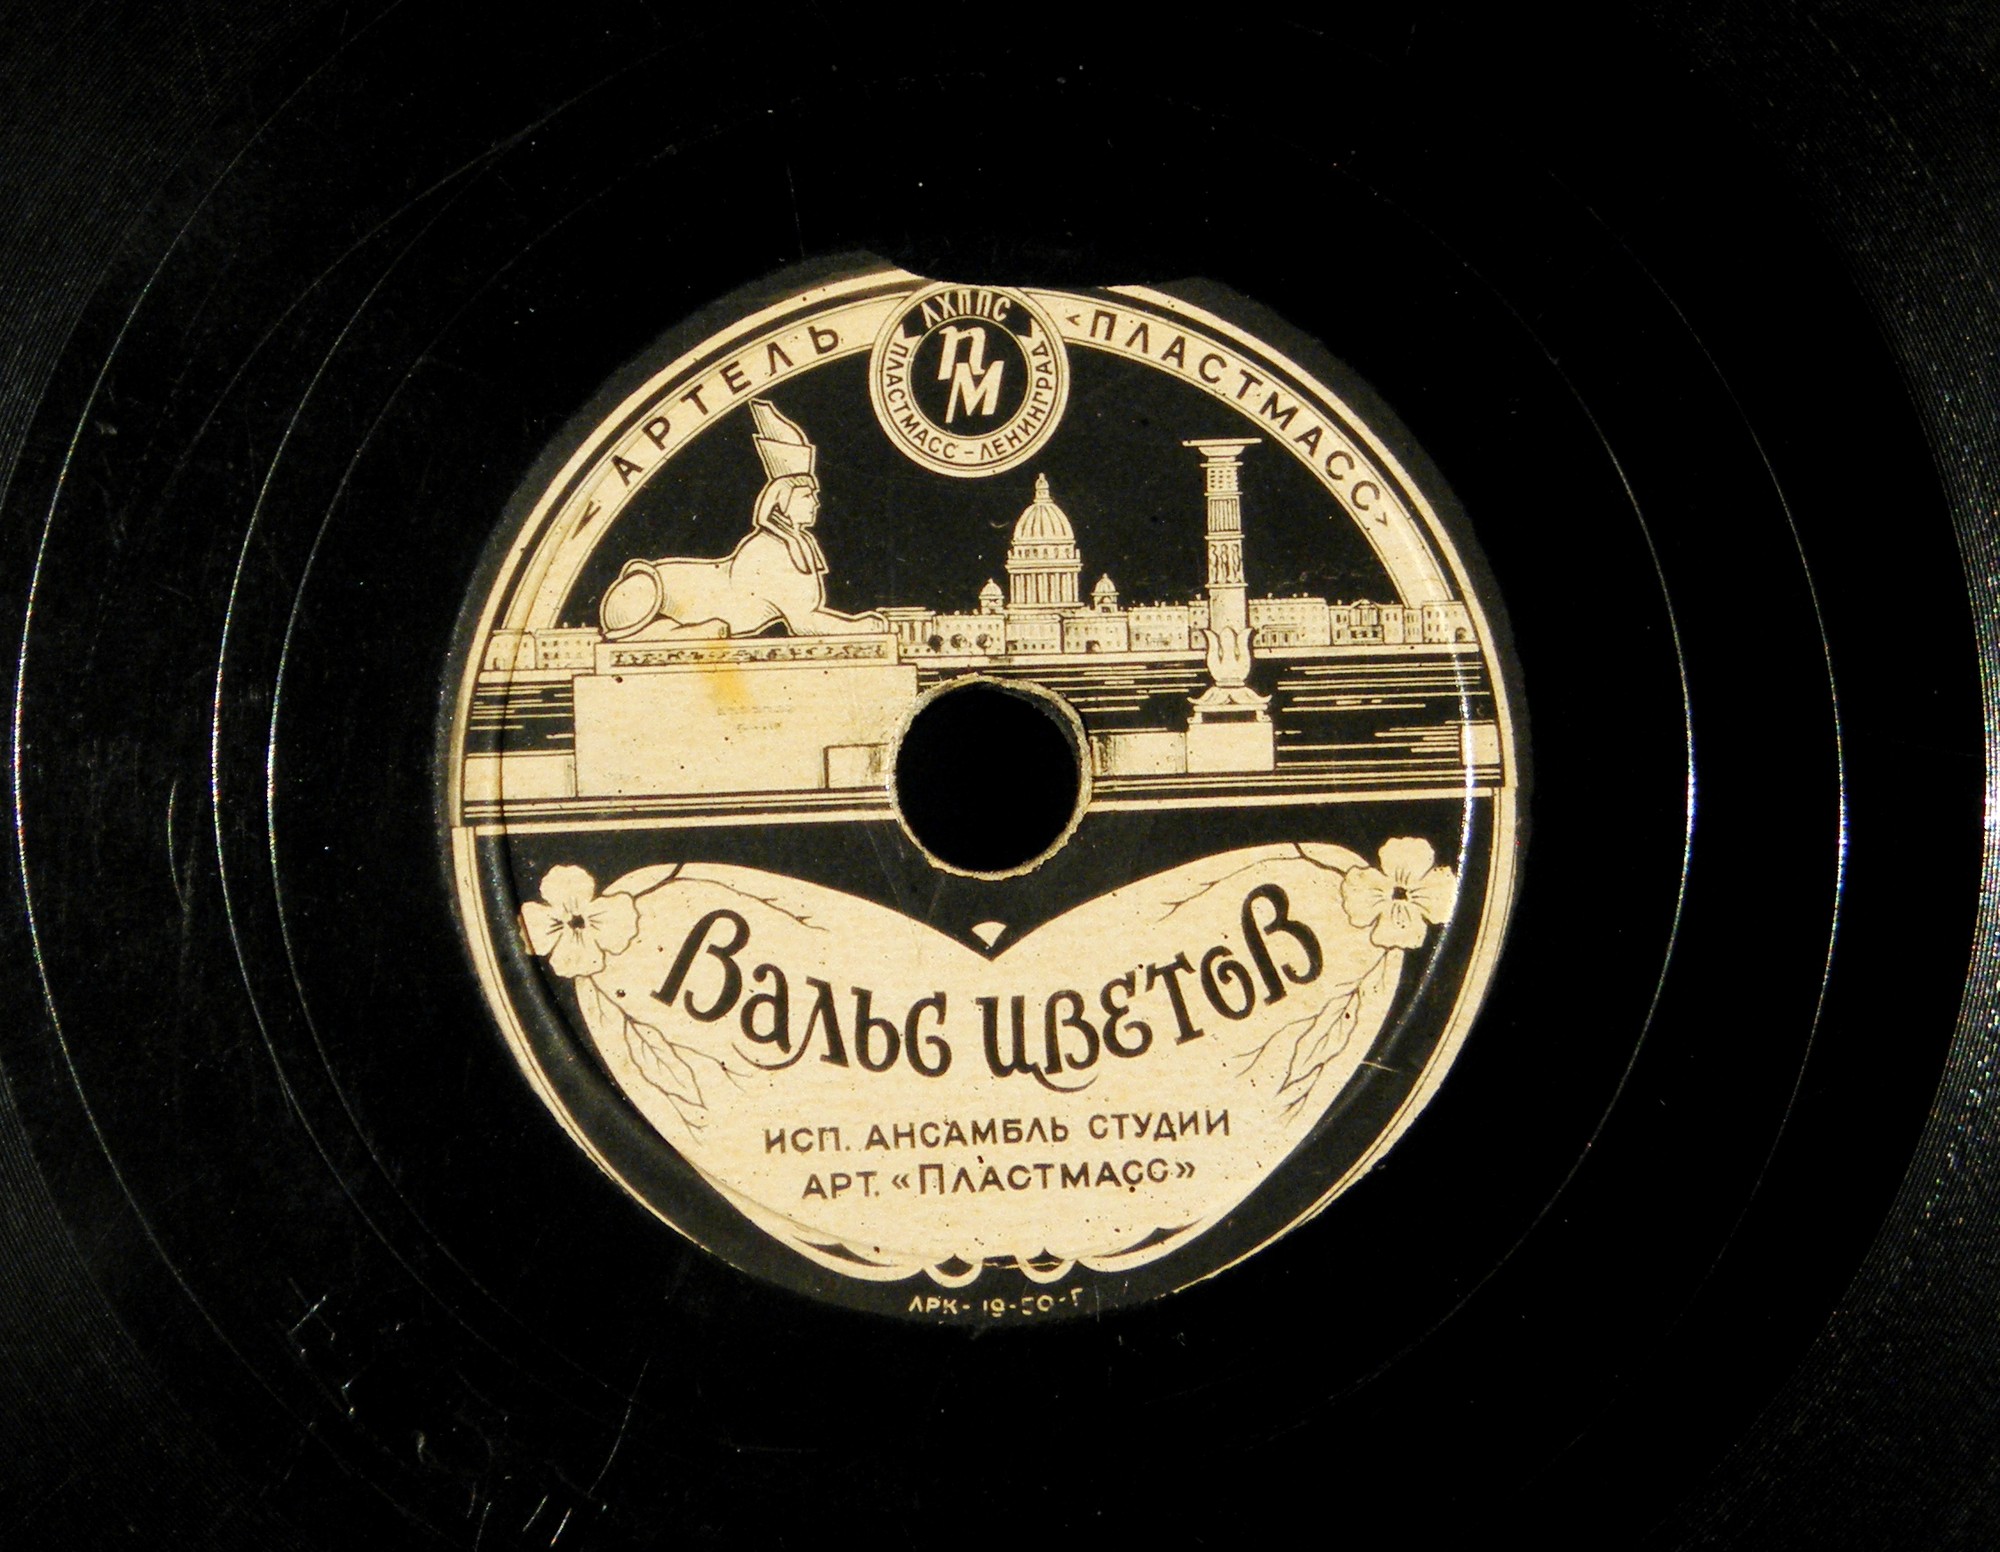 « АРТЕЛЬ «ПЛАСТМАСС»
ЛХППС
ПМ
ПЛАСТМАСС - ЛЕНИНГРАД
Вальс цветов
ИСП. АНСАМБЛЬ СТУДИИ
АРТ. «ПЛАСТМАСС»